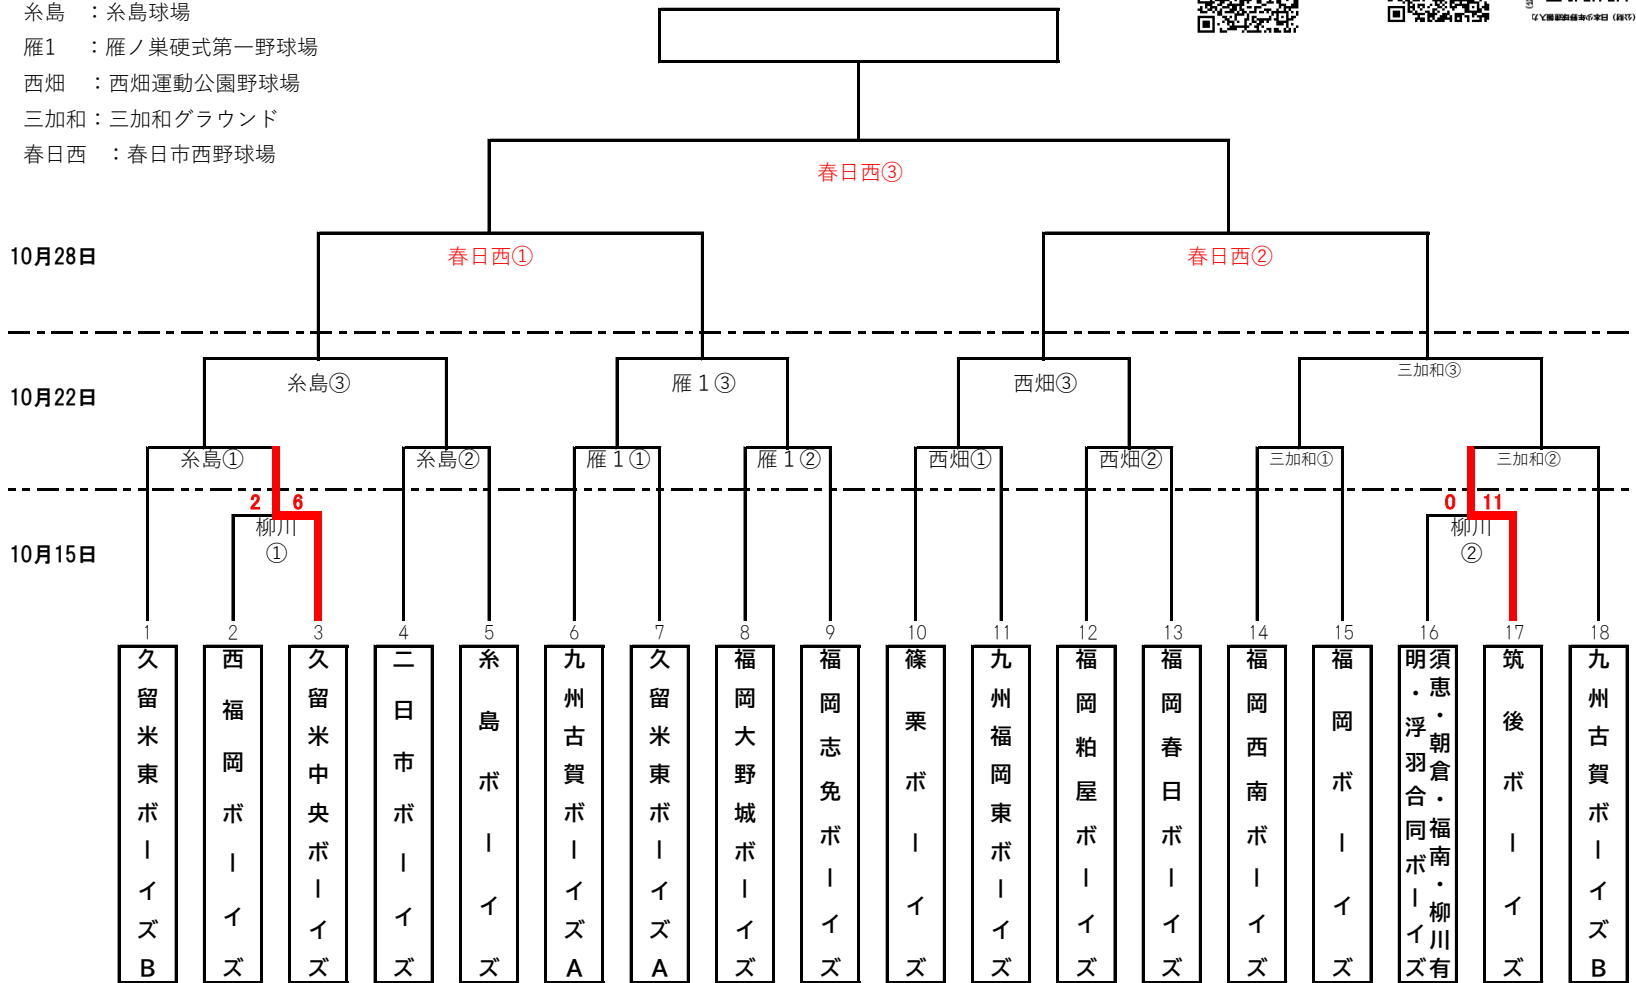 糸島　：糸島球場
雁1　：雁ノ巣硬式第一野球場
西畑　：西畑運動公園野球場
三加和：三加和グラウンド
春日西　：春日市西野球場
春日西③
10月28日
春日西①
春日西②
10月22日
糸島③
雁１③
西畑③
三加和③
糸島①
糸島②
雁１①
雁１②
西畑①
西畑②
三加和①
三加和②
10月15日
2 6
柳川
①
0 11
柳川
②
1
2
3
4
5
6
7
8
9
10
11
12
13
14
15
16
17
18
久留米東ボーイズB
西福岡ボーイズ
久留米中央ボーイズ
二日市ボーイズ
糸島ボーイズ
九州古賀ボーイズA
久留米東ボーイズA
福岡大野城ボーイズ
福岡志免ボーイズ
篠栗ボーイズ
九州福岡東ボーイズ
福岡粕屋ボーイズ
福岡春日ボーイズ
福岡西南ボーイズ
福岡ボーイズ
須恵・朝倉・福南・柳川有
明・浮羽合同ボーイズ
筑後ボーイズ
九州古賀ボーイズB